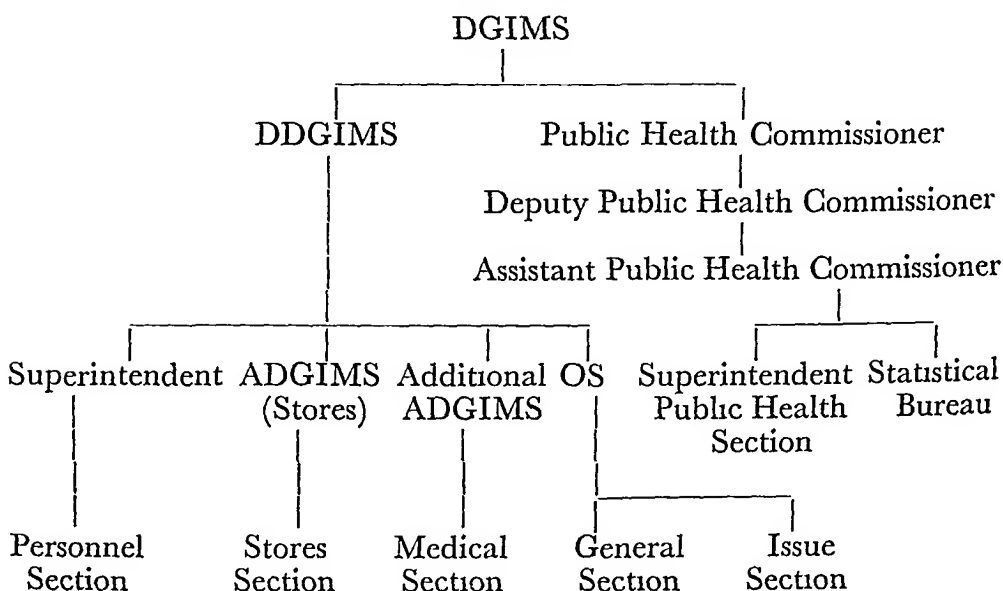 DGIMS
DDGIMS Public Health Commissioner
Deputy Public Health Commissioner
Assistant Public Health Commissioner
Superintendent ADGIMS Additional OS Superintendent Statistical
(Stores) ADGIMS Public Health Bureau
Section
Personnel Stores Medical General Issue
Section Section Section Section Section